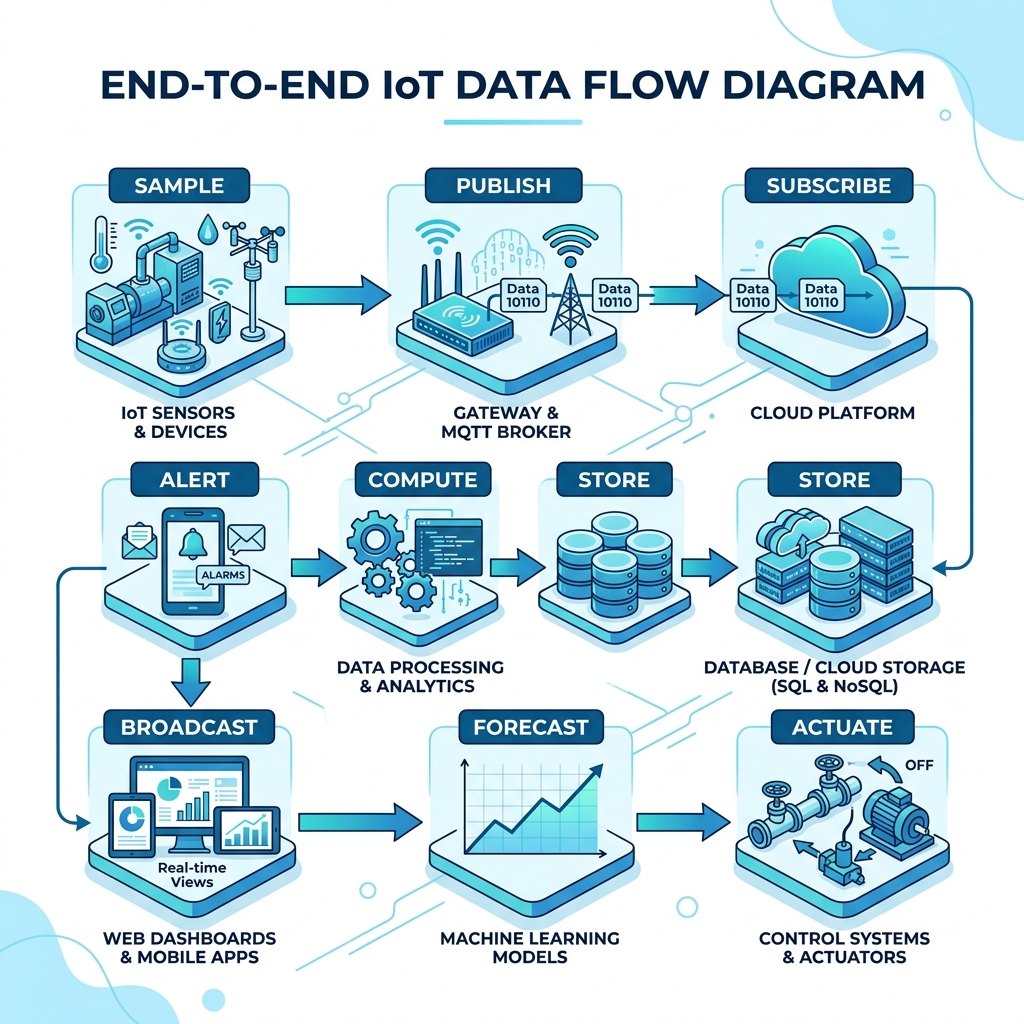 END-TO-END IoT DATA FLOW DIAGRAM
SAMPLE
PUBLISH
SUBSCRIBE
Data
10110
Data
10110
Data
10110
Data
10110
IoT SENSORS
& DEVICES
GATEWAY &
MQTT BROKER
CLOUD PLATFORM
ALERT
COMPUTE
STORE
STORE
ALARMS
DATA PROCESSING
& ANALYTICS
DATABASE / CLOUD STORAGE
(SQL & NoSQL)
BROADCAST
FORECAST
ACTUATE
OFF
Real-time
Views
WEB DASHBOARDS
& MOBILE APPS
MACHINE LEARNING
MODELS
CONTROL SYSTEMS
& ACTUATORS